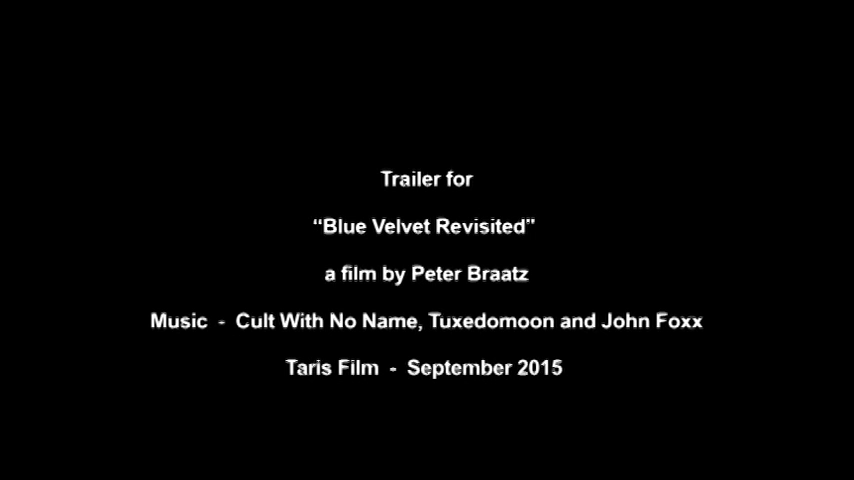 Trailer for
“Blue Velvet Revisited”
a film by Peter Braatz
Music - Cult With No Name, Tuxedomoon and John Foxx
Taris Film - September 2015